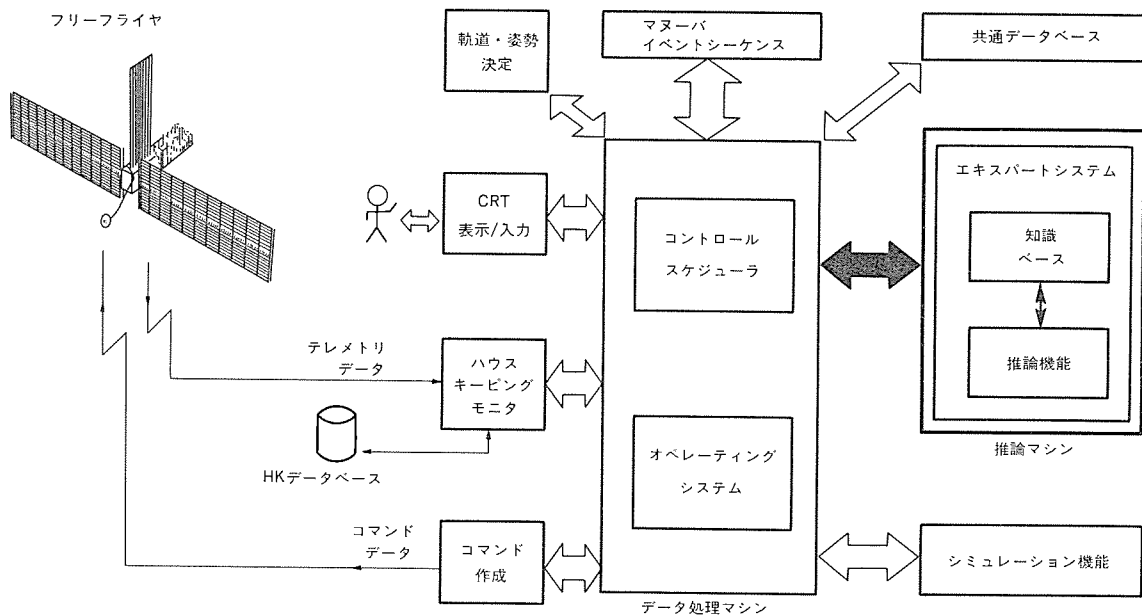 フリーフライヤ
軌道・姿勢
決定
マヌーバ
イベントシーケンス
共通データベース
エキスパートシステム
知識
ベース
推論機能
推論マシン
CRT
表示/入力
コントロール
スケジューラ
テレメトリ
データ
ハウス
キーピング
モニタ
HKデータベース
オペレーティング
システム
コマンド
データ
コマンド
作成
シミュレーション機能
データ処理マシン